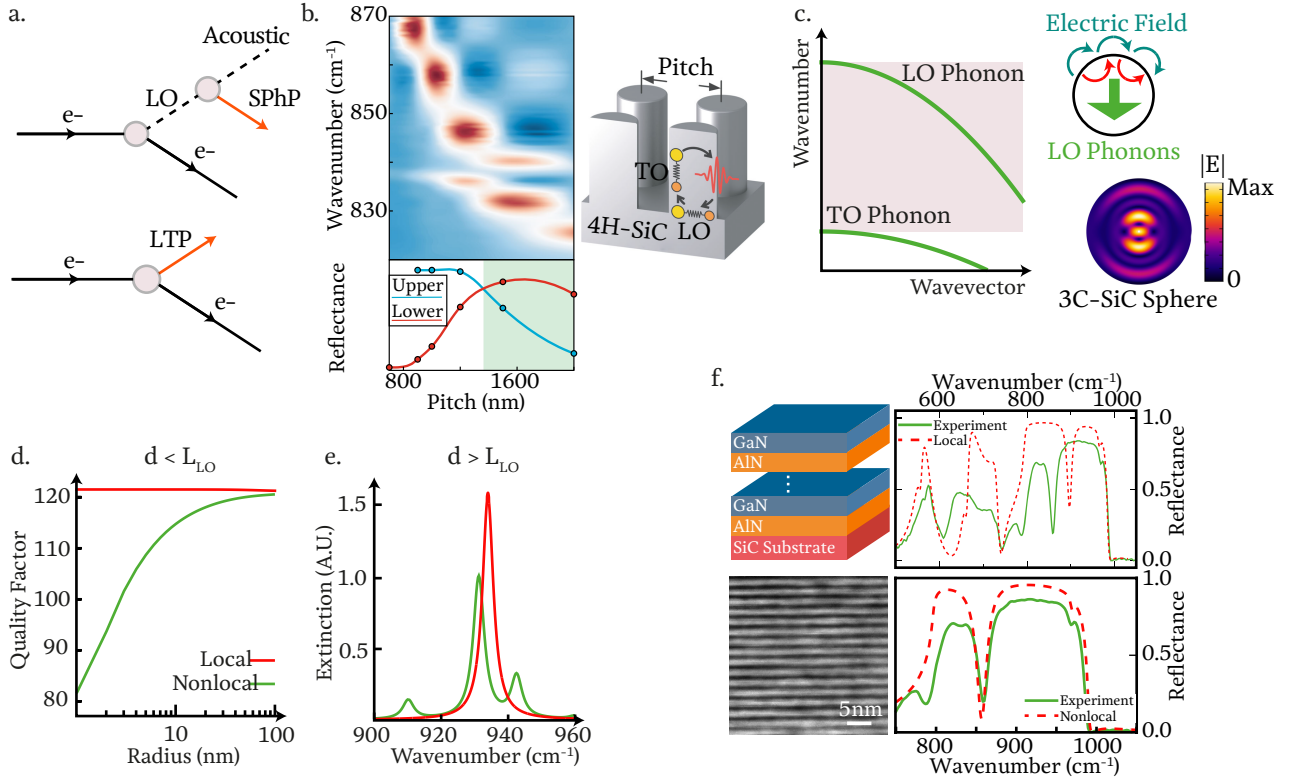 a.
Acoustic
LO
SPhP
e–
e–
LTP
e–
e–
b.
870
850
830
Wavenumber (cm⁻¹)
Pitch
TO
4H-SiC
LO
Upper
Lower
Reflectance
800
1600
Pitch (nm)
c.
Wavenumber
LO Phonon
TO Phonon
Wavevector
Electric Field
LO Phonons
|E|
Max
0
3C-SiC Sphere
d.
d < L_LO
120
110
100
90
80
Quality Factor
Local
Nonlocal
10
100
Radius (nm)
e.
d > L_LO
1.5
1.0
0.5
Extinction (A.U.)
900
920
940
960
Wavenumber (cm⁻¹)
f.
GaN
AlN
GaN
AlN
SiC Substrate
5nm
Wavenumber (cm⁻¹)
600
800
1000
Experiment
Local
1.0
0.5
0.0
Reflectance
1.0
0.5
0.0
Reflectance
Experiment
Nonlocal
800
900
1000
Wavenumber (cm⁻¹)